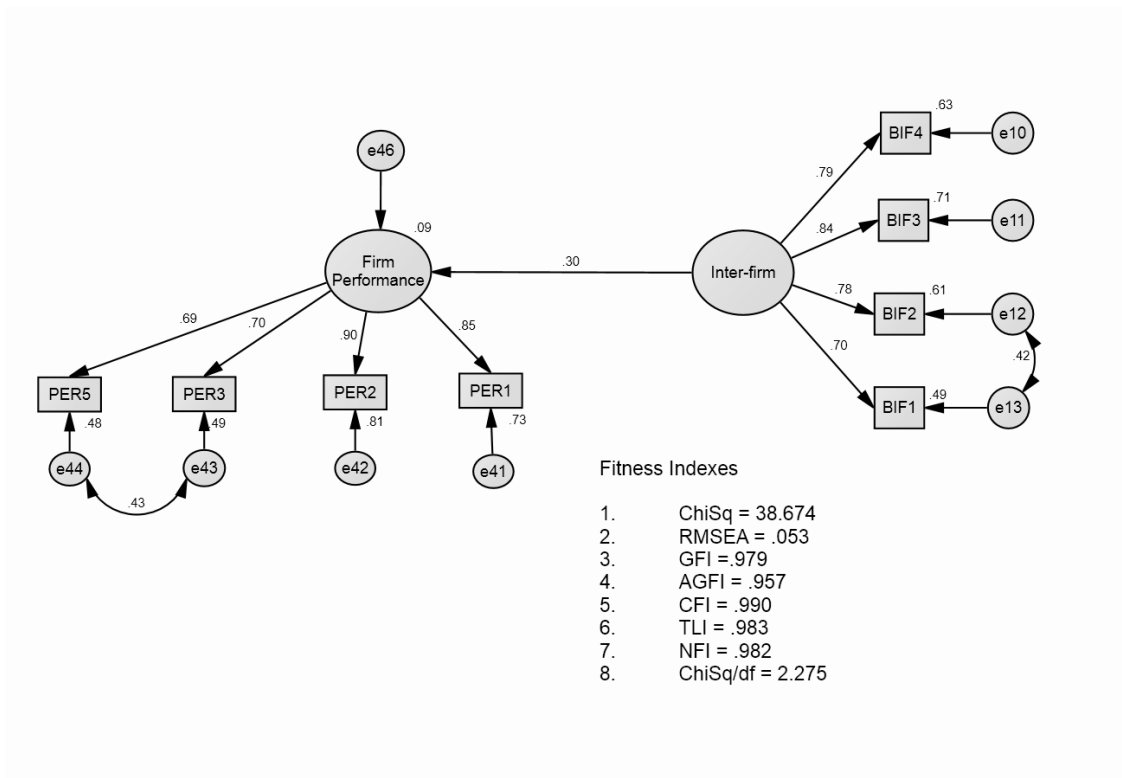 .63
BIF4
e10
e46
.79
.71
BIF3
e11
.84
.09
Firm
Performance
.30
Inter-firm
.78
.61
BIF2
e12
.69
.70
.90
.85
.70
.42
PER5
PER3
PER2
PER1
.49
BIF1
e13
.48
.49
.81
.73
e44
e43
e42
e41
.43
Fitness Indexes
1. ChiSq = 38.674
2. RMSEA = .053
3. GFI =.979
4. AGFI = .957
5. CFI = .990
6. TLI = .983
7. NFI = .982
8. ChiSq/df = 2.275